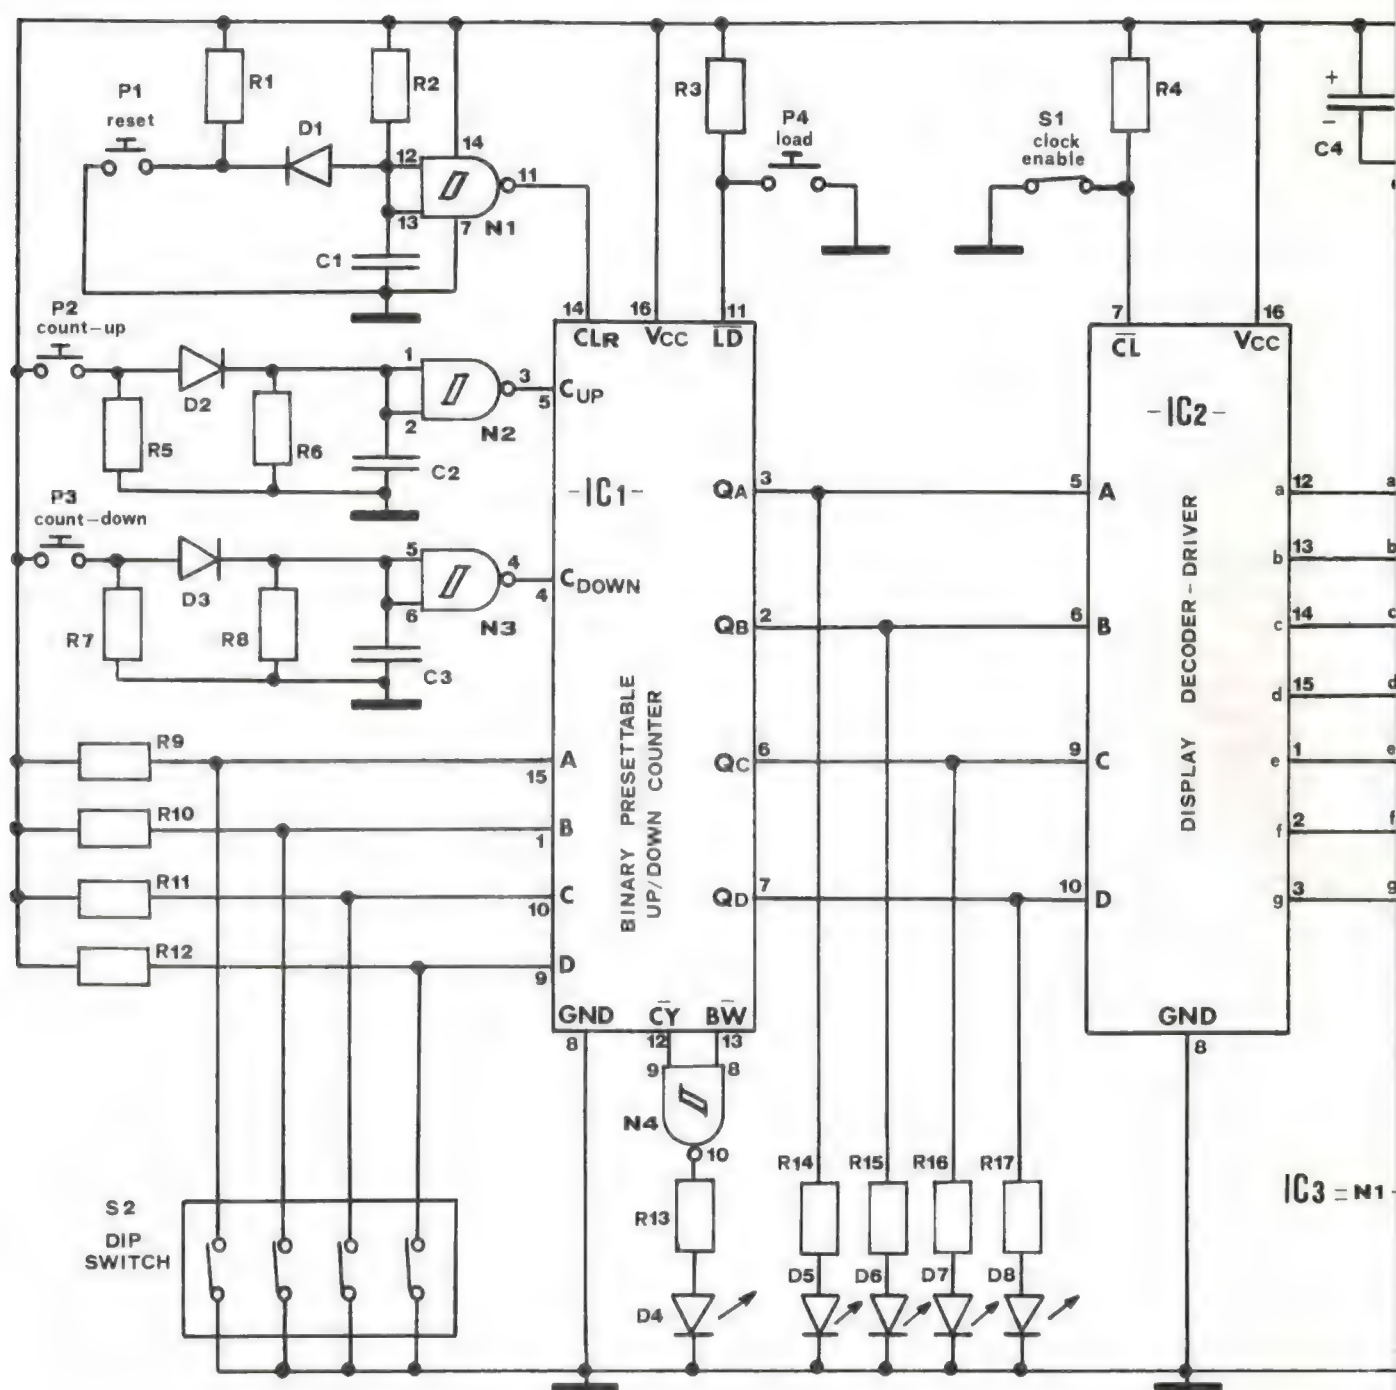 R1
R2
R3
R4
P1
reset
D1
12
14
11
13
7
N1
C1
P4
load
S1
clock
enable
+
-
C4
P2
count-up
D2
R5
R6
1
2
3
5
N2
C2
P3
count-down
D3
R7
R8
5
6
4
4
N3
C3
14
16
11
CLR
VCC
LD
CUP
-IC1-
CDOWN
BINARY PRESETTABLE
UP/DOWN COUNTER
QA
3
QB
2
QC
6
QD
7
R9
15
A
R10
1
B
R11
10
C
R12
9
D
GND
CY
BW
8
12
13
9
8
N4
10
R13
D4
7
16
CL
VCC
-IC2-
DISPLAY DECODER-DRIVER
5
A
6
B
9
C
10
D
a
12
a
b
13
b
c
14
c
d
15
d
e
1
e
f
2
f
g
3
g
GND
8
R14
R15
R16
R17
D5
D6
D7
D8
S2
DIP
SWITCH
IC3 = N1-